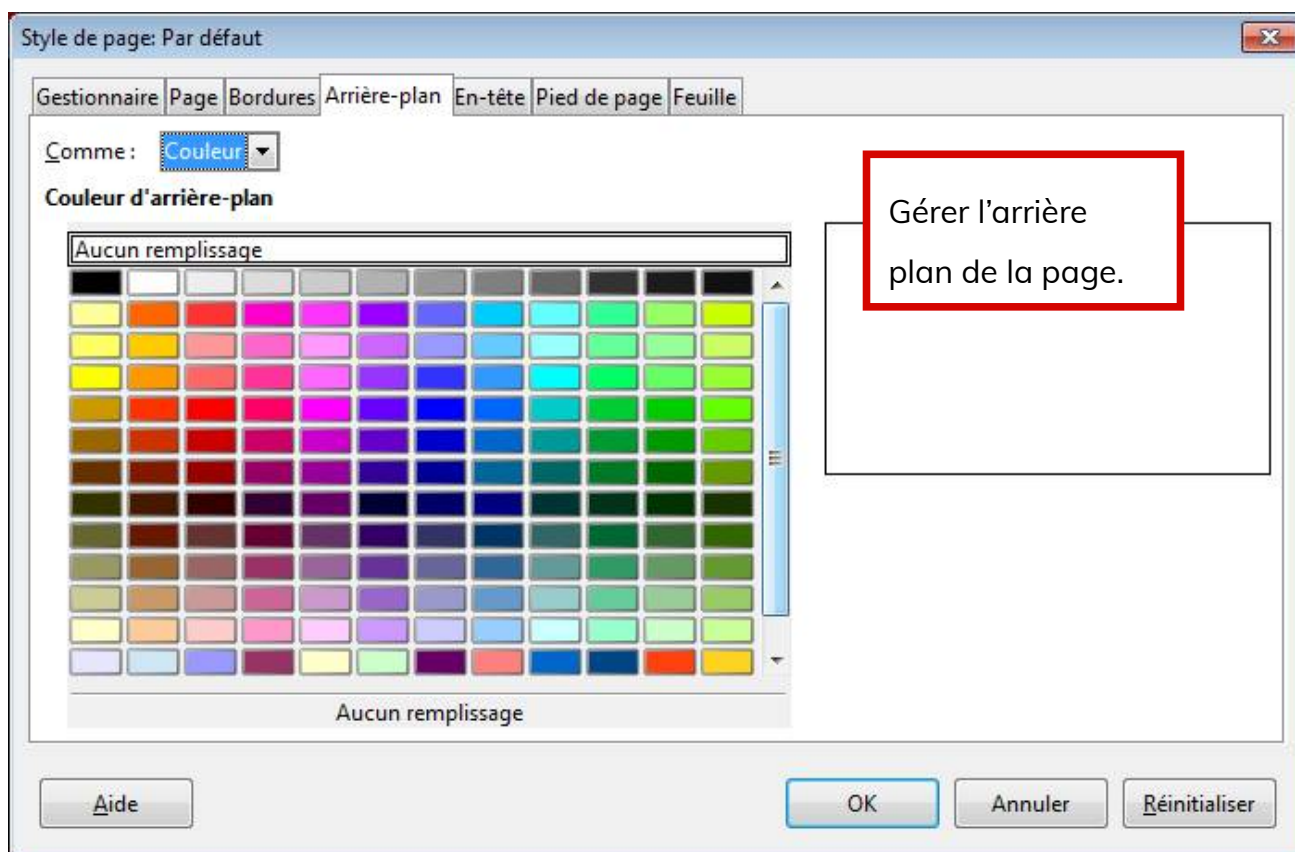 Style de page: Par défaut
Gestionnaire Page Bordures Arrière-plan En-tête Pied de page Feuille
Comme : Couleur
Couleur d'arrière-plan
Aucun remplissage
Gérer l’arrière
plan de la page.
Aucun remplissage
Aide OK Annuler Réinitialiser